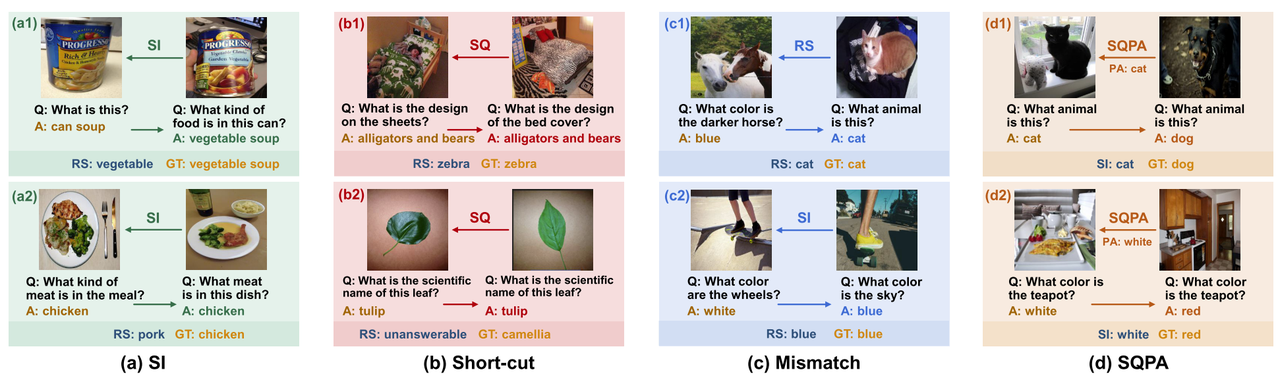 (a1)
PROGRESSO
Rich & Hearty
SI
PROGRESSO
Vegetable Classics
Garden Vegetable
Q: What is this?
A: can soup
Q: What kind of
food is in this can?
A: vegetable soup
RS: vegetable GT: vegetable soup
(a2)
SI
Q: What kind of
meat is in the meal?
A: chicken
Q: What meat
is in this dish?
A: chicken
RS: pork GT: chicken
(a) SI
(b1)
SQ
Q: What is the design
on the sheets?
A: alligators and bears
Q: What is the design
of the bed cover?
A: alligators and bears
RS: zebra GT: zebra
(b2)
SQ
Q: What is the scientific
name of this leaf?
A: tulip
Q: What is the scientific
name of this leaf?
A: tulip
RS: unanswerable GT: camellia
(b) Short-cut
(c1)
RS
Q: What color is
the darker horse?
A: blue
Q: What animal
is this?
A: cat
RS: cat GT: cat
(c2)
SI
Q: What color
are the wheels?
A: white
Q: What color
is the sky?
A: blue
RS: blue GT: blue
(c) Mismatch
(d1)
SQPA
PA: cat
Q: What animal
is this?
A: cat
Q: What animal
is this?
A: dog
SI: cat GT: dog
(d2)
SQPA
PA: white
Q: What color is
the teapot?
A: white
Q: What color
is the teapot?
A: red
SI: white GT: red
(d) SQPA